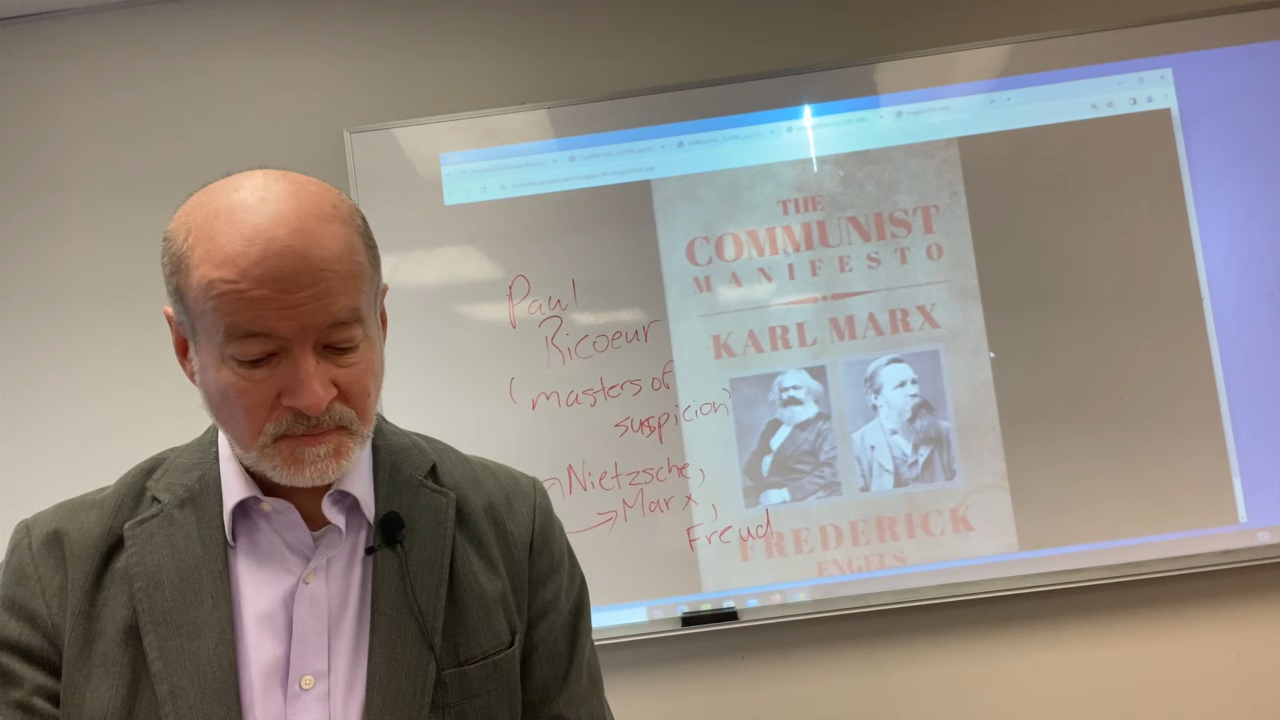 Paul
Ricoeur
(masters of
suspicion)
Nietzsche,
Marx,
Freud
THE
COMMUNIST
MANIFESTO
KARL MARX
FREDERICK
ENGELS